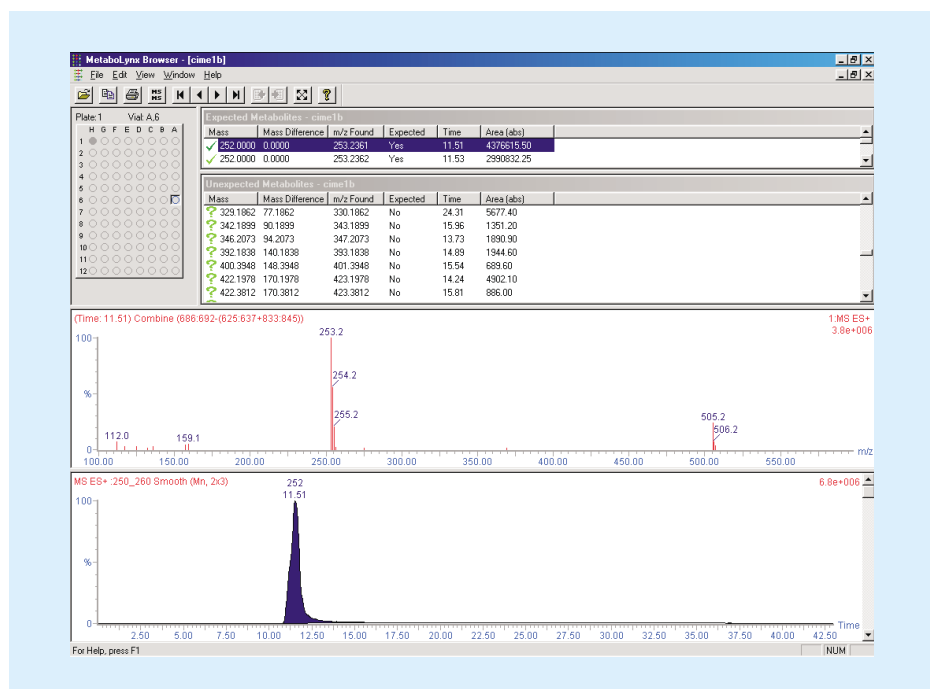 MetaboLynx Browser - [cime1b]
File Edit View Window Help
MS MS
Plate: 1 Vial: A,6
H G F E D C B A
1
2
3
4
5
6
7
8
9
10
11
12
Expected Metabolites - cime1b
Mass Mass Difference m/z Found Expected Time Area (abs)
252.0000 0.0000 253.2361 Yes 11.51 4376615.50
252.0000 0.0000 253.2362 Yes 11.53 2990832.25
Unexpected Metabolites - cime1b
Mass Mass Difference m/z Found Expected Time Area (abs)
329.1862 77.1862 330.1862 No 24.31 5677.40
342.1899 90.1899 343.1899 No 15.96 1351.20
346.2073 94.2073 347.2073 No 13.73 1890.90
392.1838 140.1838 393.1838 No 14.89 1944.60
400.3948 148.3948 401.3948 No 15.54 689.60
422.1978 170.1978 423.1978 No 14.24 4902.10
422.3812 170.3812 423.3812 No 15.81 886.00
(Time: 11.51) Combine (686:692-(625:637+833:845))
1:MS ES+
3.8e+006
100
%
0
253.2
254.2
255.2
112.0
159.1
505.2
506.2
100.00 150.00 200.00 250.00 300.00 350.00 400.00 450.00 500.00 550.00 m/z
MS ES+ :250_260 Smooth (Mn, 2x3)
6.8e+006
252
11.51
100
%
0
2.50 5.00 7.50 10.00 12.50 15.00 17.50 20.00 22.50 25.00 27.50 30.00 32.50 35.00 37.50 40.00 42.50 Time
For Help, press F1 NUM